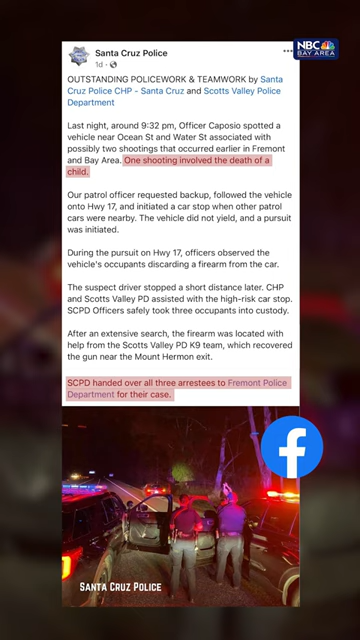 NBC
BAY AREA
Santa Cruz Police
1d ·
OUTSTANDING POLICEWORK & TEAMWORK by Santa
Cruz Police CHP - Santa Cruz and Scotts Valley Police
Department
Last night, around 9:32 pm, Officer Caposio spotted a
vehicle near Ocean St and Water St associated with
possibly two shootings that occurred earlier in Fremont
and Bay Area. One shooting involved the death of a
child.
Our patrol officer requested backup, followed the vehicle
onto Hwy 17, and initiated a car stop when other patrol
cars were nearby. The vehicle did not yield, and a pursuit
was initiated.
During the pursuit on Hwy 17, officers observed the
vehicle's occupants discarding a firearm from the car.
The suspect driver stopped a short distance later. CHP
and Scotts Valley PD assisted with the high-risk car stop.
SCPD Officers safely took three occupants into custody.
After an extensive search, the firearm was located with
help from the Scotts Valley PD K9 team, which recovered
the gun near the Mount Hermon exit.
SCPD handed over all three arrestees to Fremont Police
Department for their case.
SANTA CRUZ POLICE